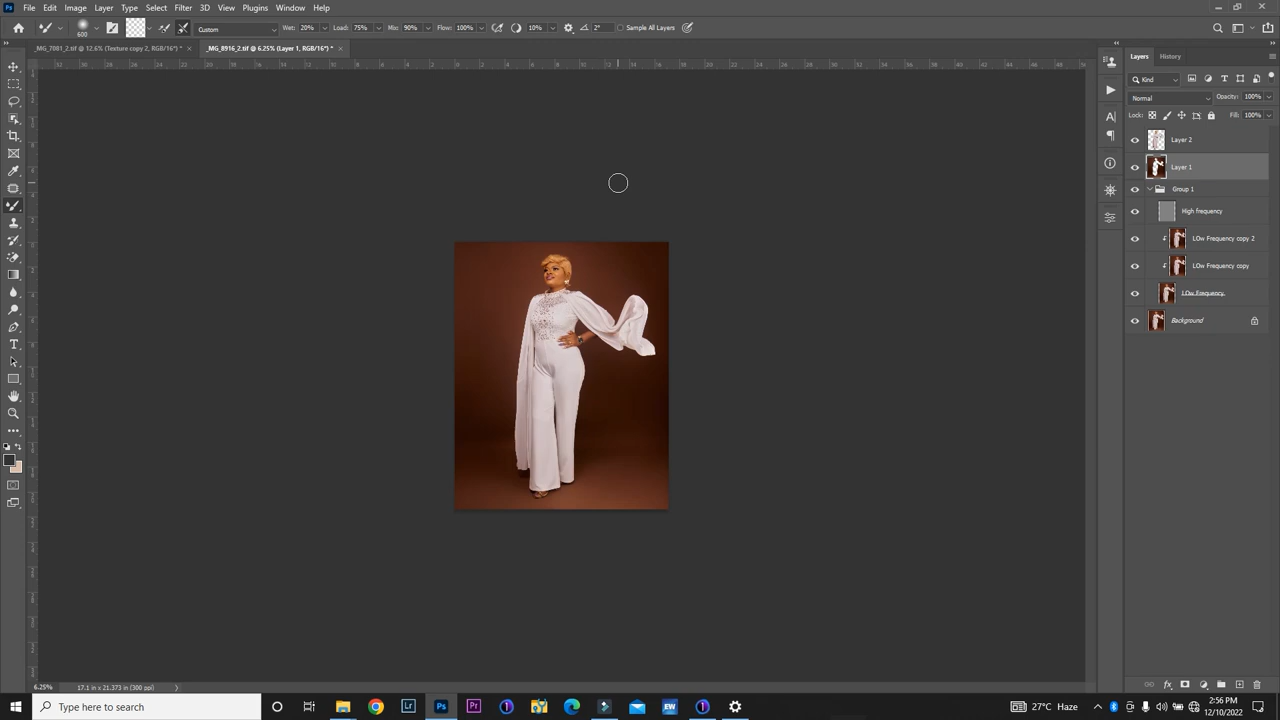 File Edit Image Layer Type Select Filter 3D View Plugins Window Help
600 Custom Wet: 20% Load: 75% Mix: 90% Flow: 100% 10% 2° Sample All Layers
_MG_7081_2.tif @ 12.6% (Texture copy 2, RGB/16*) * × _MG_8916_2.tif @ 6.25% (Layer 1, RGB/16*) * ×
Layers History
Kind
Normal Opacity: 100%
Lock: Fill: 100%
Layer 2
Layer 1
Group 1
High frequency
LOw Frequency copy 2
LOw Frequency copy
LOw Frequency
Background
6.25% 17.1 in x 21.373 in (300 ppi)
Type here to search
27°C Haze
2:56 PM
12/10/2022